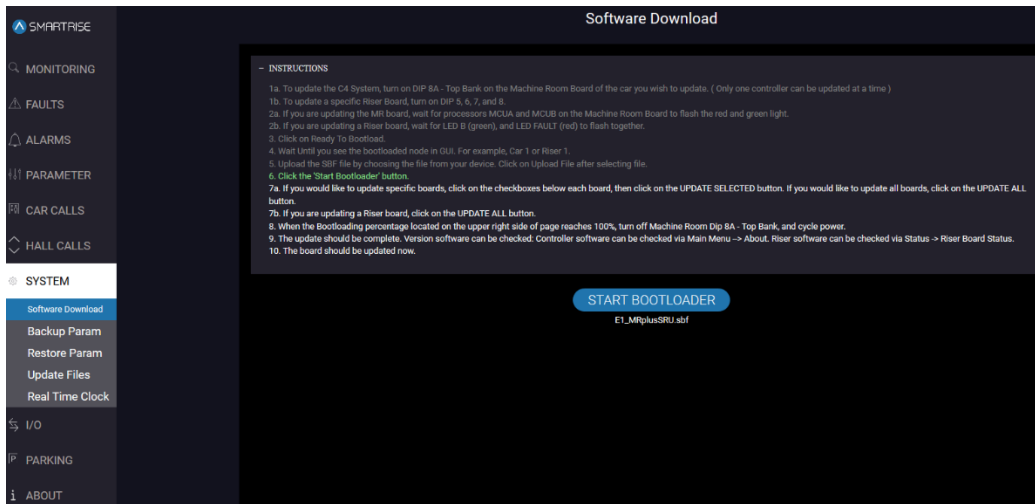 SMARTRISE
Software Download
MONITORING
FAULTS
ALARMS
PARAMETER
CAR CALLS
HALL CALLS
SYSTEM
Software Download
Backup Param
Restore Param
Update Files
Real Time Clock
I/O
PARKING
ABOUT
− INSTRUCTIONS
1a. To update the C4 System, turn on DIP 8A - Top Bank on the Machine Room Board of the car you wish to update. ( Only one controller can be updated at a time )
1b. To update a specific Riser Board, turn on DIP 5, 6, 7, and 8.
2a. If you are updating the MR board, wait for processors MCUA and MCUB on the Machine Room Board to flash the red and green light.
2b. If you are updating a Riser board, wait for LED B (green), and LED FAULT (red) to flash together.
3. Click on Ready To Bootload.
4. Wait Until you see the bootloaded node in GUI. For example, Car 1 or Riser 1.
5. Upload the SBF file by choosing the file from your device. Click on Upload File after selecting file.
6. Click the 'Start Bootloader' button.
7a. If you would like to update specific boards, click on the checkboxes below each board, then click on the UPDATE SELECTED button. If you would like to update all boards, click on the UPDATE ALL
button.
7b. If you are updating a Riser board, click on the UPDATE ALL button.
8. When the Bootloading percentage located on the upper right side of page reaches 100%, turn off Machine Room Dip 8A - Top Bank, and cycle power.
9. The update should be complete. Version software can be checked: Controller software can be checked via Main Menu --> About. Riser software can be checked via Status -> Riser Board Status.
10. The board should be updated now.
START BOOTLOADER
E1_MRplusSRU.sbf